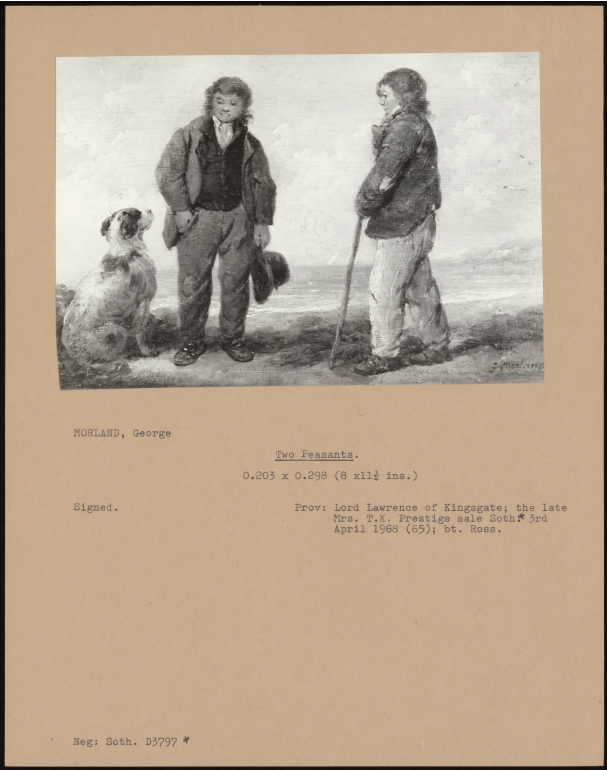 G. Morland
MORLAND, George
Two Peasants.
0.203 x 0.298 (8 x11¾ ins.)
Signed.
Prov: Lord Lawrence of Kingsgate; the late
Mrs. T.K. Prestige sale Soth.* 3rd
April 1968 (65); bt. Ross.
Neg: Soth. D3797 *